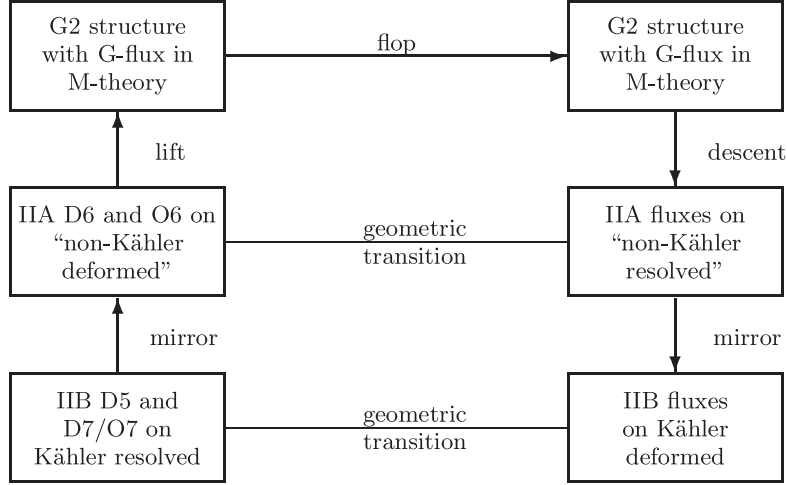 G2 structure
with G-flux in
M-theory
flop
G2 structure
with G-flux in
M-theory
lift
descent
IIA D6 and O6 on
“non-Kähler
deformed”
geometric
transition
IIA fluxes on
“non-Kähler
resolved”
mirror
mirror
IIB D5 and
D7/O7 on
Kähler resolved
geometric
transition
IIB fluxes
on Kähler
deformed